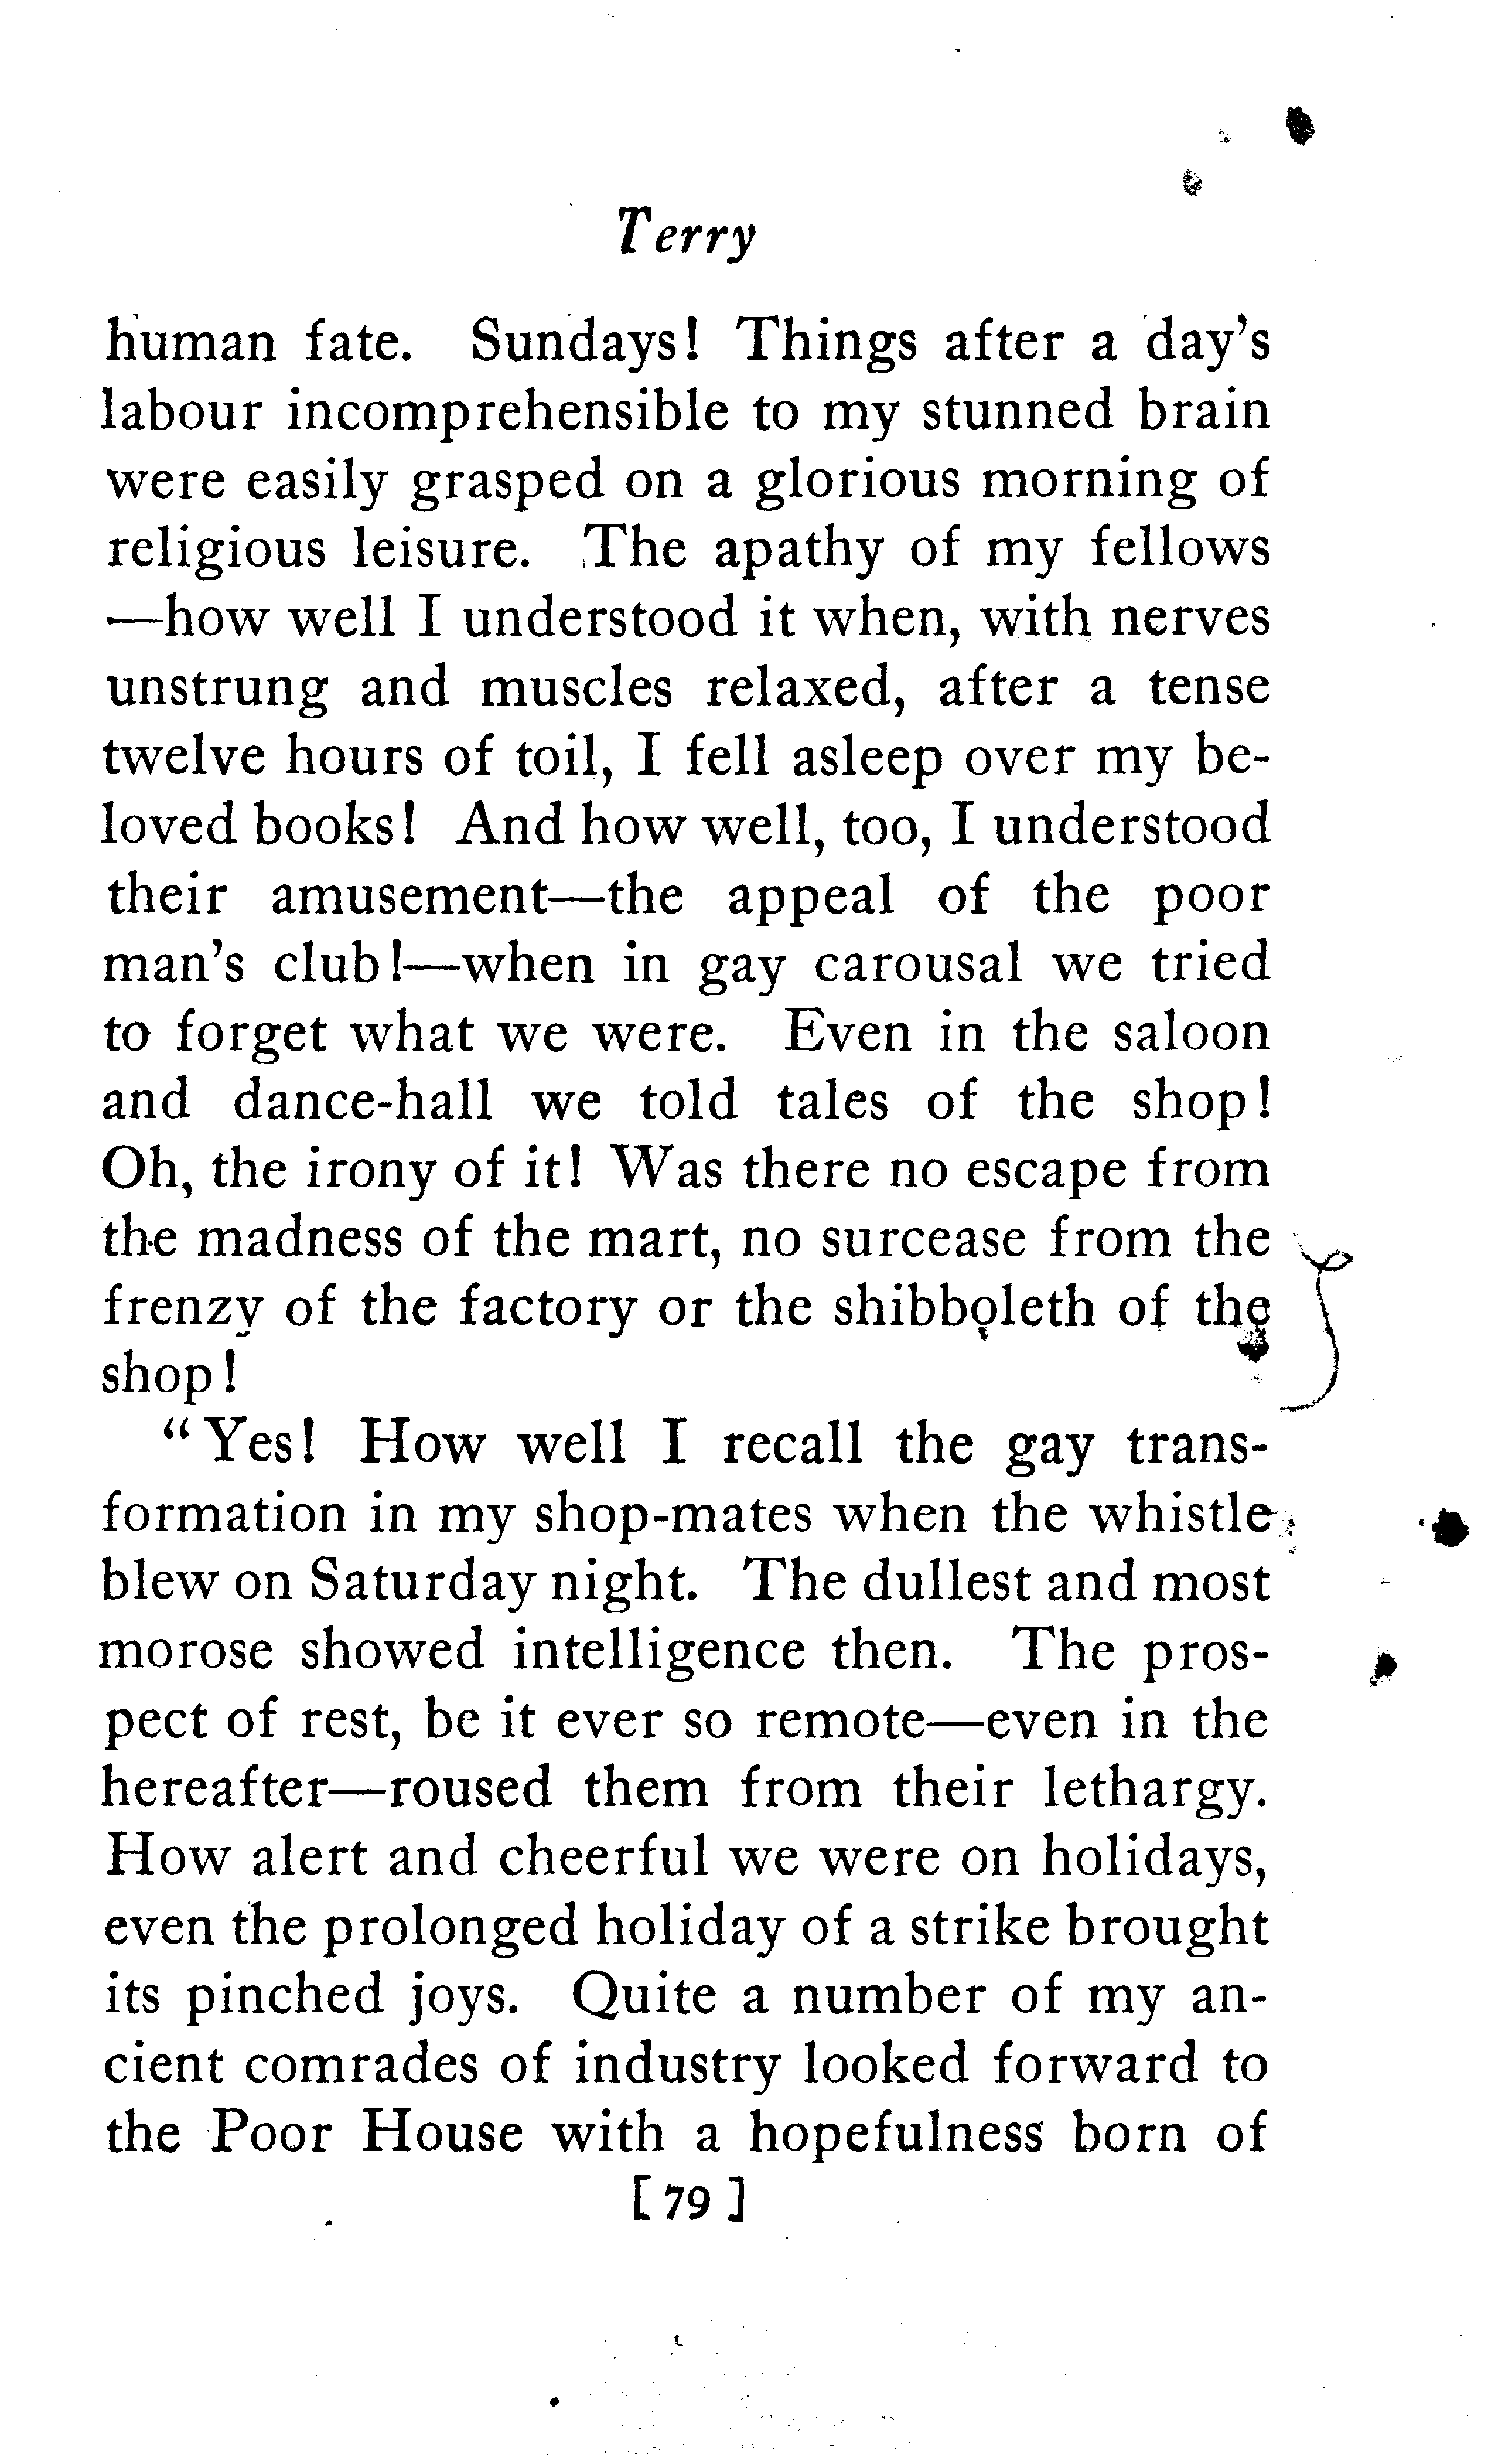 Terry
human fate. Sundays! Things after a day's
labour incomprehensible to my stunned brain
were easily grasped on a glorious morning of
religious leisure. The apathy of my fellows
—how well I understood it when, with nerves
unstrung and muscles relaxed, after a tense
twelve hours of toil, I fell asleep over my be-
loved books! And how well, too, I understood
their amusement—the appeal of the poor
man's club!—when in gay carousal we tried
to forget what we were. Even in the saloon
and dance-hall we told tales of the shop!
Oh, the irony of it! Was there no escape from
the madness of the mart, no surcease from the
frenzy of the factory or the shibboleth of the
shop!
"Yes! How well I recall the gay trans-
formation in my shop-mates when the whistle
blew on Saturday night. The dullest and most
morose showed intelligence then. The pros-
pect of rest, be it ever so remote—even in the
hereafter—roused them from their lethargy.
How alert and cheerful we were on holidays,
even the prolonged holiday of a strike brought
its pinched joys. Quite a number of my an-
cient comrades of industry looked forward to
the Poor House with a hopefulness born of
[79]